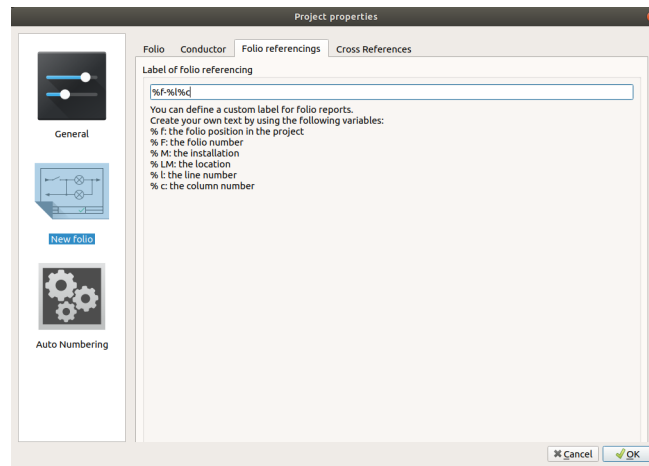 Project properties
Folio Conductor Folio referencings Cross References
Label of folio referencing
%f-%l%c
You can define a custom label for folio reports.
Create your own text by using the following variables:
% f: the folio position in the project
% F: the folio number
% M: the installation
% LM: the location
% l: the line number
% c: the column number
General
New folio
Auto Numbering
Cancel OK